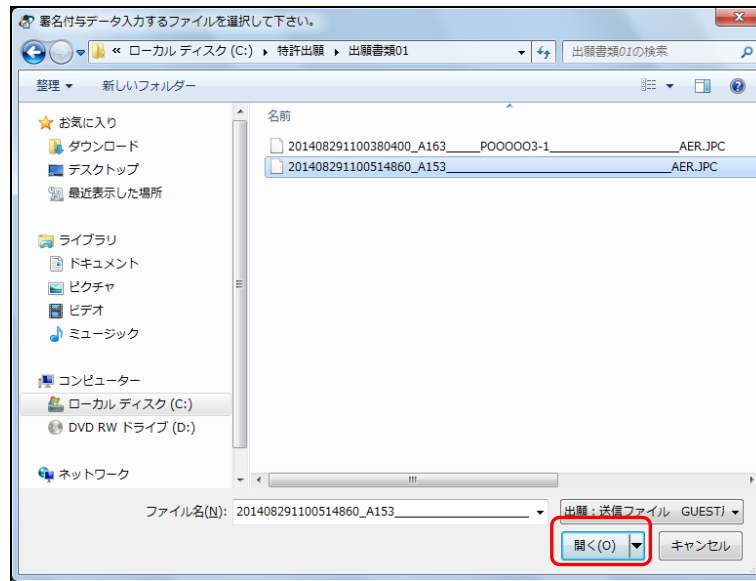 署名付与データ入力するファイルを選択して下さい。
« ローカル ディスク (C:) 特許出願 出願書類01
出願書類01の検索
整理 新しいフォルダー
お気に入り
ダウンロード
デスクトップ
最近表示した場所
ライブラリ
ドキュメント
ピクチャ
ビデオ
ミュージック
コンピューター
ローカル ディスク (C:)
DVD RW ドライブ (D:)
ネットワーク
名前
201408291100380400_A163_____POOOOO3-1____________________AER.JPC
201408291100514860_A153___________________________________AER.JPC
ファイル名(N): 201408291100514860_A153____________________
出願:送信ファイル GUEST
開く(O) キャンセル